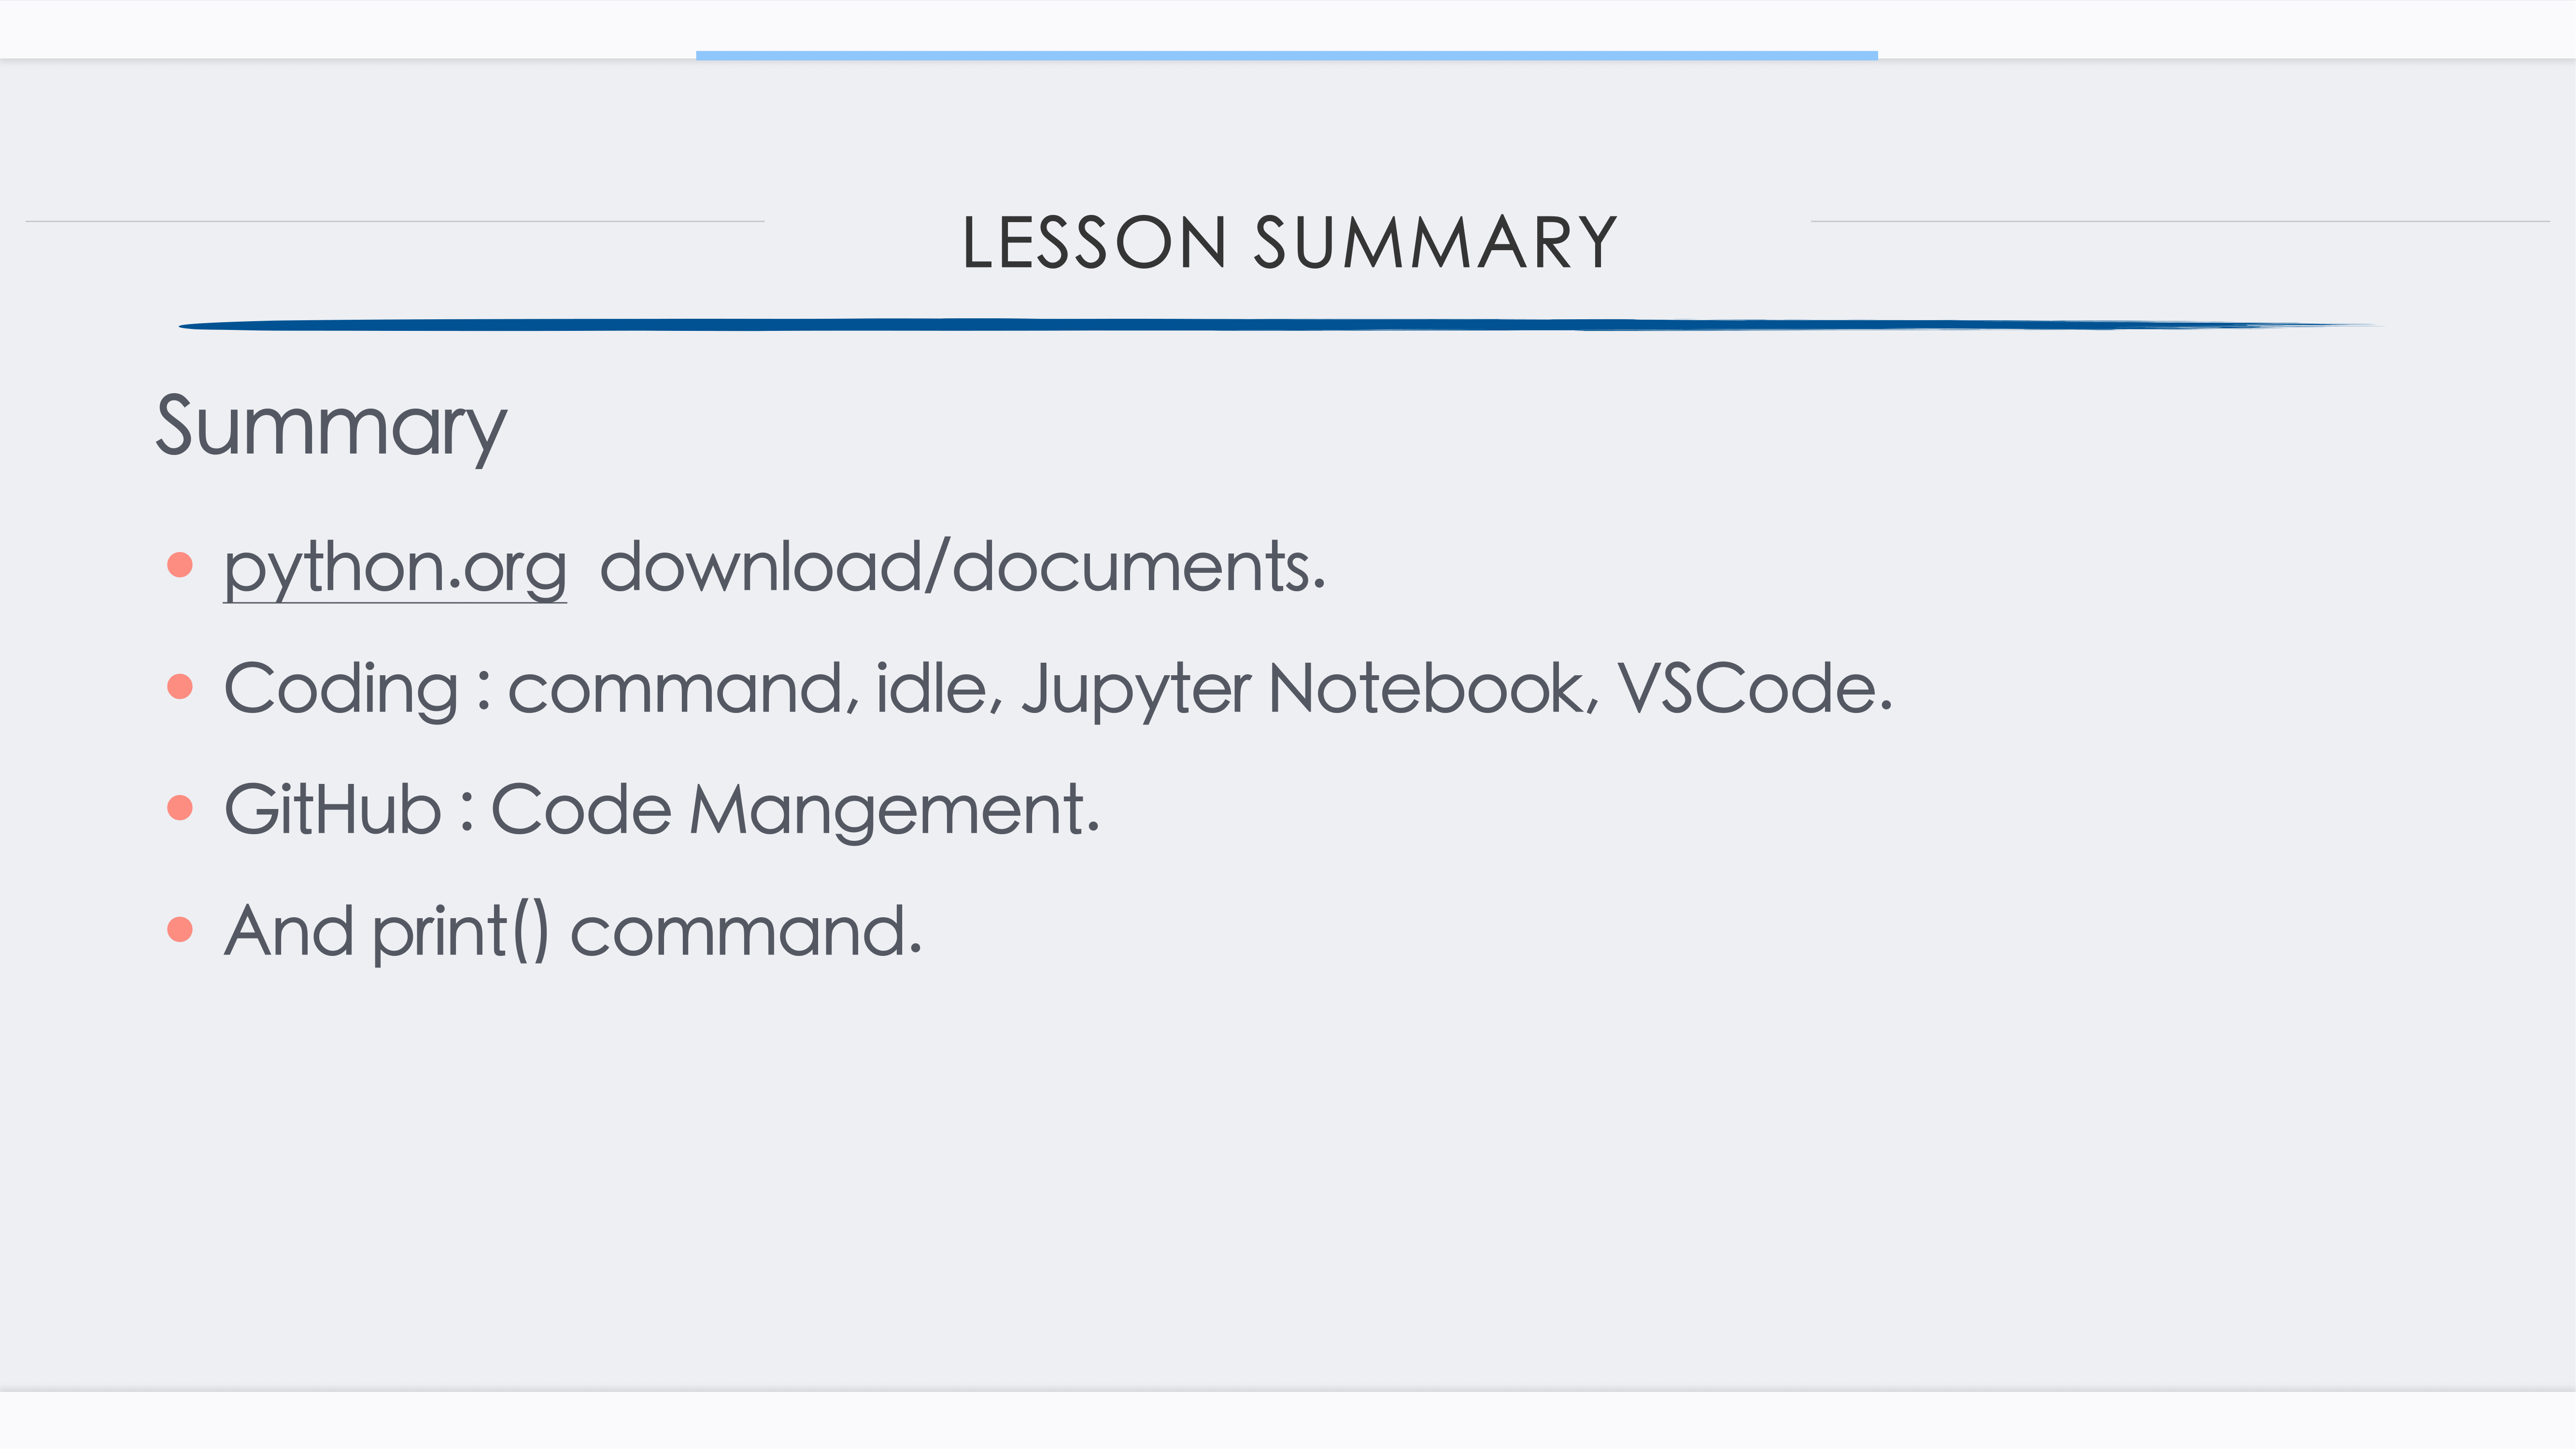 LESSON SUMMARY
Summary
• python.org  download/documents.
• Coding : command, idle, Jupyter Notebook, VSCode.
• GitHub : Code Mangement.
• And print() command.